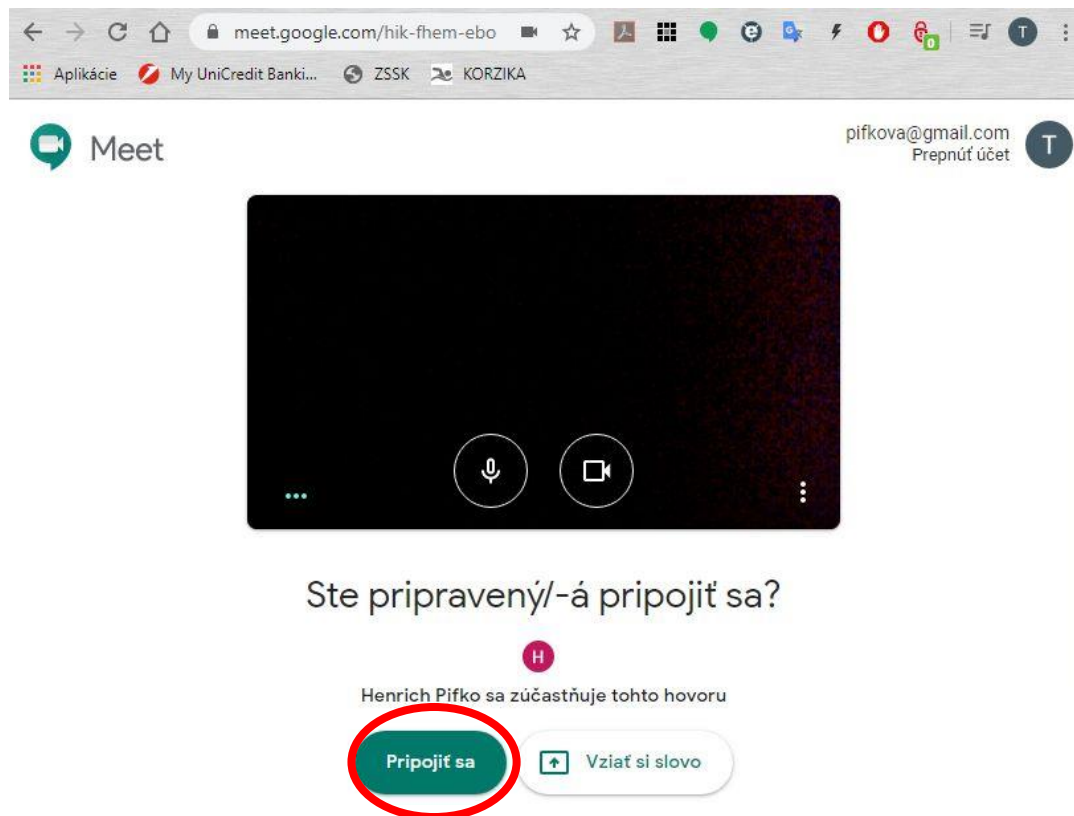 meet.google.com/hik-fhem-ebo
0
T
Aplikácie My UniCredit Banki... ZSSK KORZIKA
Meet
pifkova@gmail.com
Prepnúť účet
T
Ste pripravený/-á pripojiť sa?
H
Henrich Pifko sa zúčastňuje tohto hovoru
Pripojiť sa
Vziať si slovo